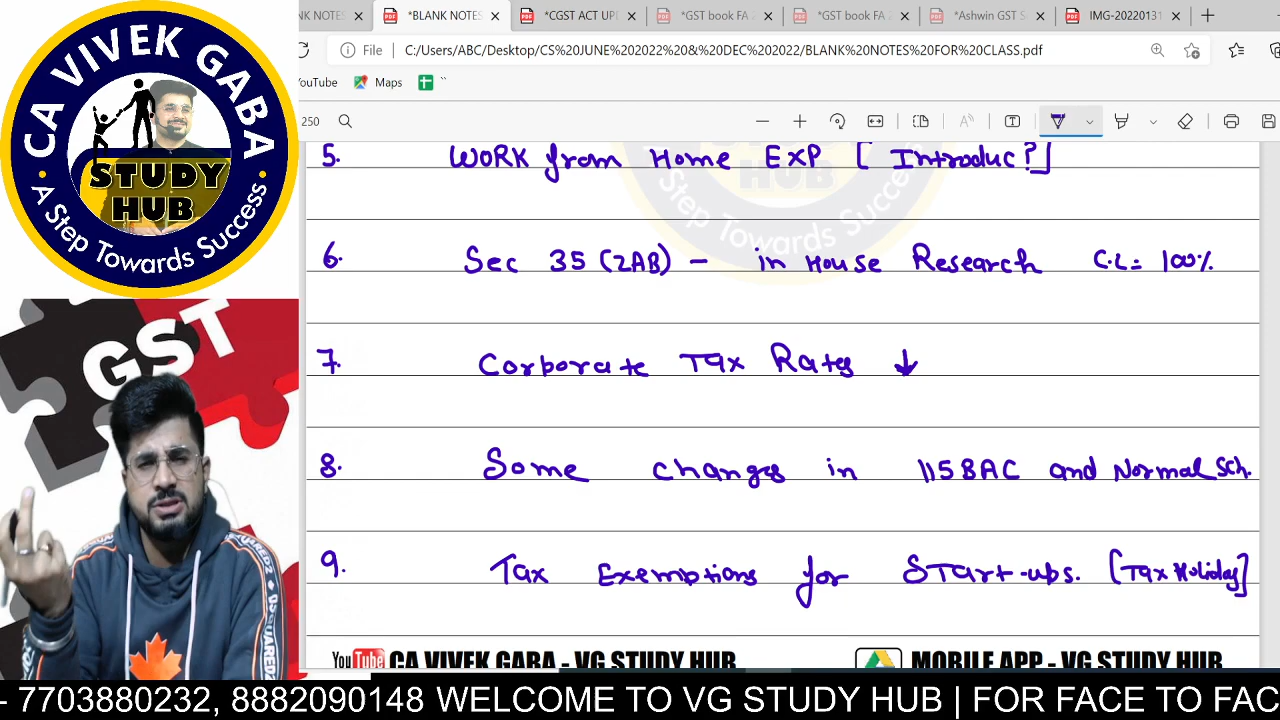 CA VIVEK GABA
STUDY
HUB
• A Step Towards Success •
GST
NK NOTES
*BLANK NOTES
*COST ACT UP
*GST book FA
FA
Ashwin GST S
IMG-20220131
File
C:/Users/ABC/Desktop/CS%20JUNE%202022%20&%20DEC%202022/BLANK%20NOTES%20FOR%20CLASS.pdf
YouTube
Maps
``
250
5. WORK from Home EXP [Introduc?]
6. Sec 35 (2AB) - in House Research C.L= 100%
7. Corporate Tax Rates ↓
8. Some changes in 115BAC and Normal Sch.
9. Tax Exemptions for Start-ups. [Tax Holiday]
YouTube CA VIVEK GABA - VG STUDY HUB
MOBILE APP - VG STUDY HUB
- 7703880232, 8882090148 WELCOME TO VG STUDY HUB | FOR FACE TO FAC